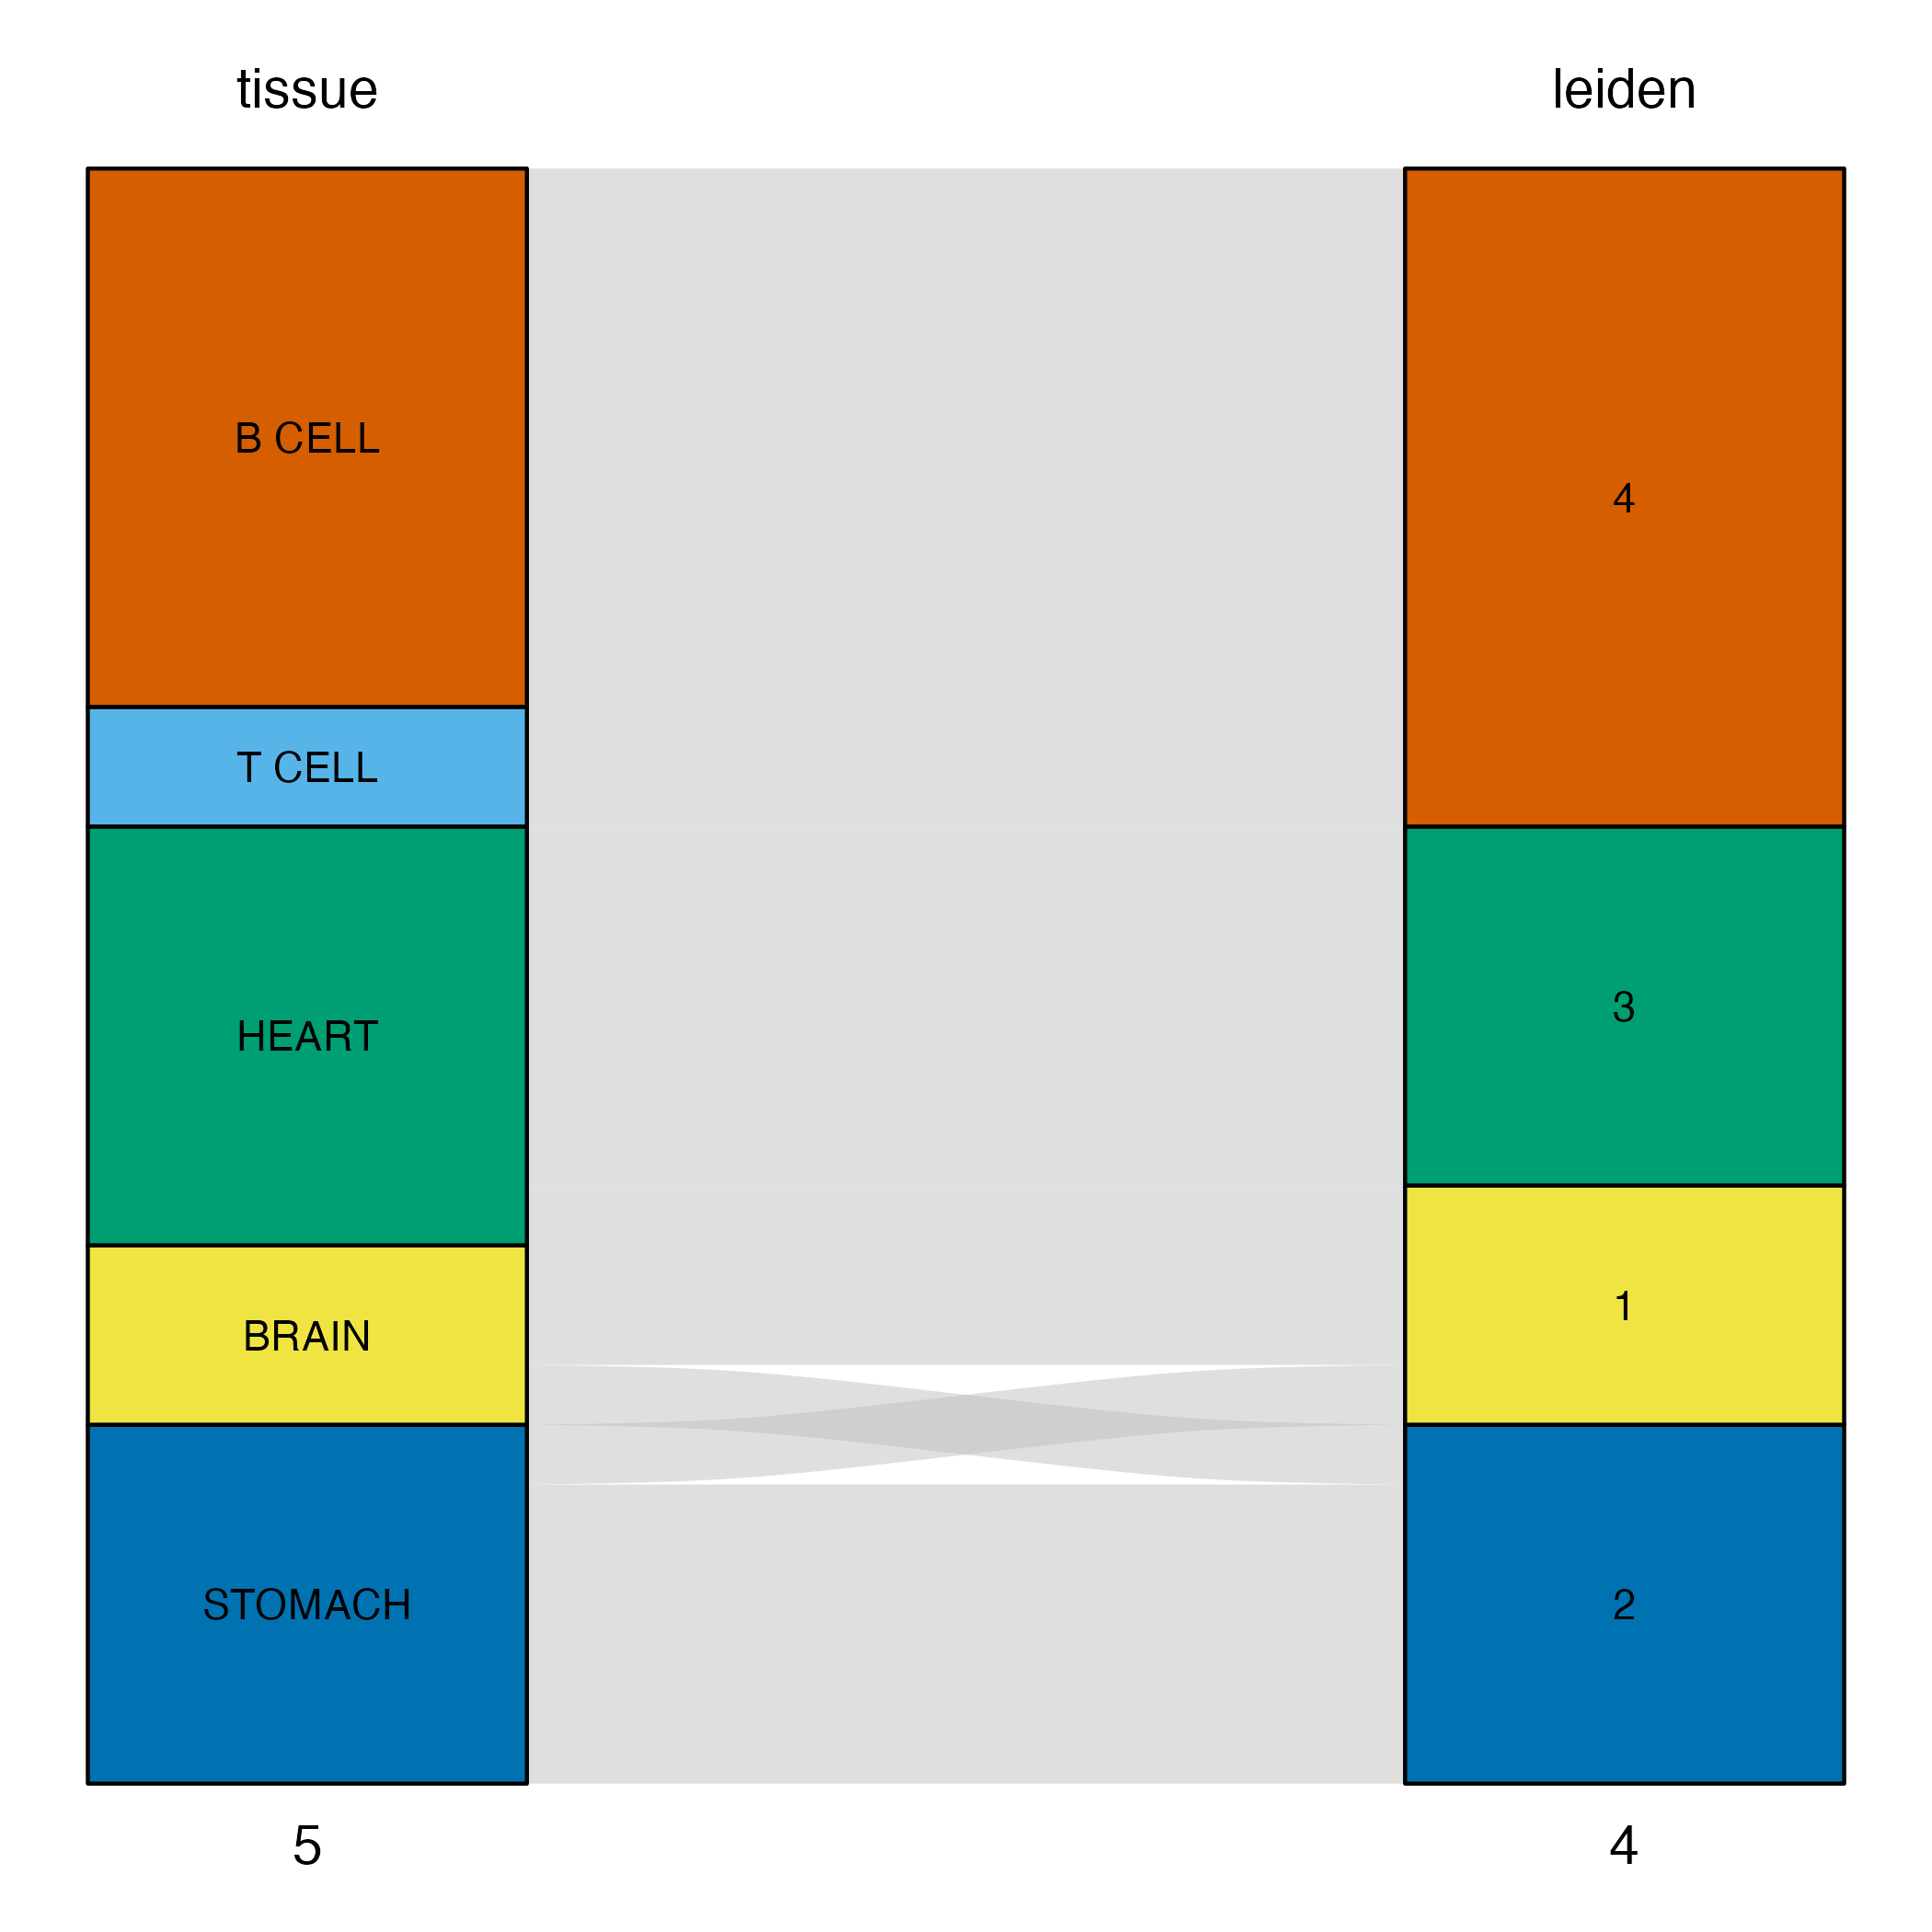 tissue
leiden
B CELL
4
T CELL
3
HEART
1
BRAIN
STOMACH
2
5
4